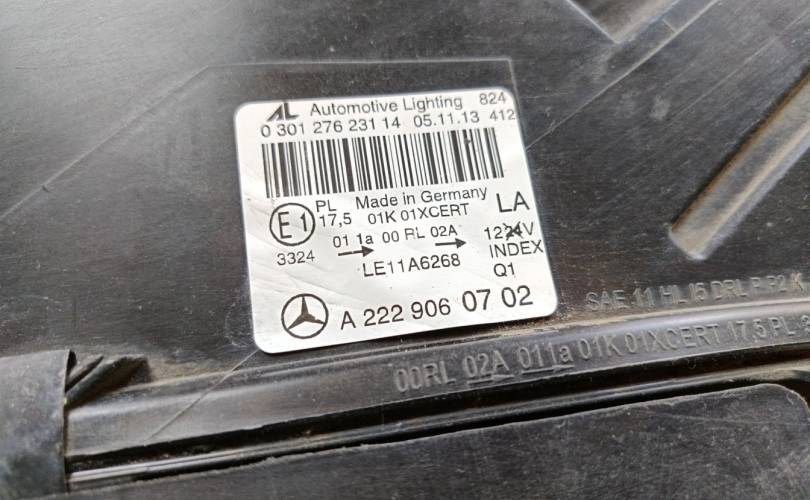 AL Automotive Lighting 824
0 301 276 231 14 05.11.13 412
PL Made in Germany LA
E1 17,5 01K 01XCERT
01 1a 00 RL 02A 1224V
3324 → → INDEX
LE11A6268 Q1
A 222 906 07 02
SAE 11 HL I5 DRL P R2 K
00RL 02A 011a 01K 01XCERT 17,5 PL